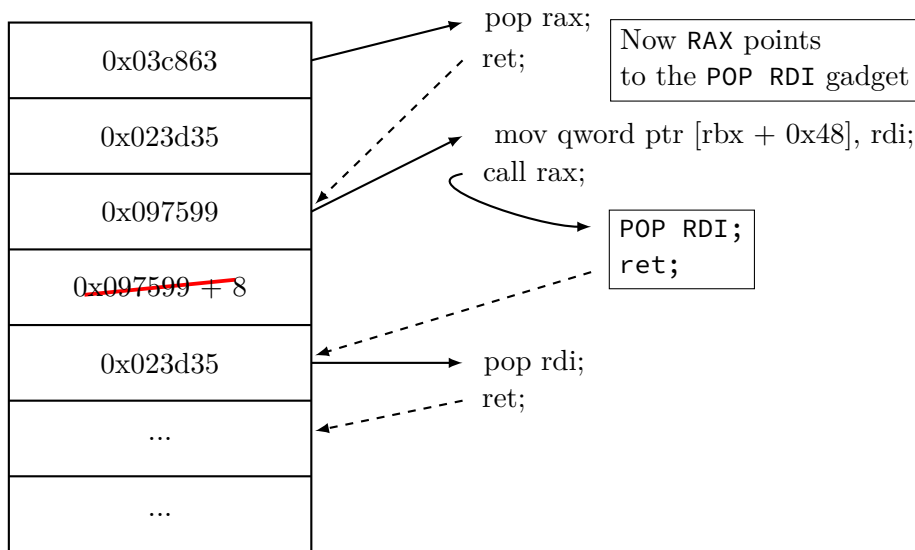 0x03c863
0x023d35
0x097599
0x097599 + 8
0x023d35
...
...
pop rax;
ret;
Now RAX points
to the POP RDI gadget
mov qword ptr [rbx + 0x48], rdi;
call rax;
POP RDI;
ret;
pop rdi;
ret;